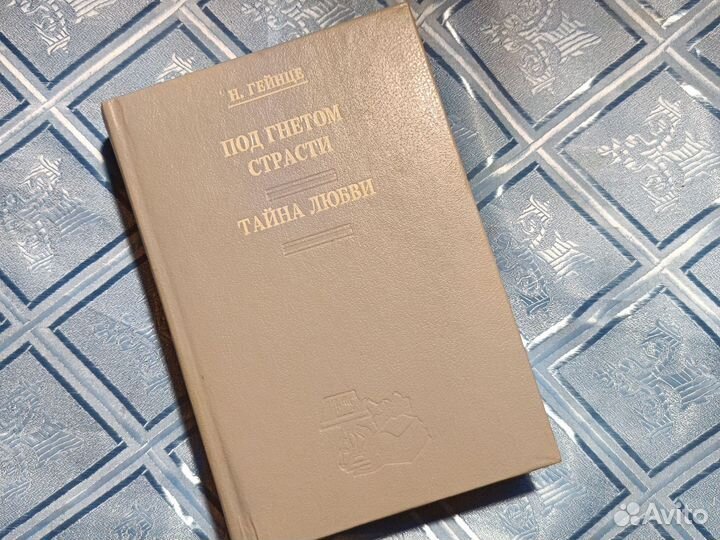 Н. ГЕЙНЦЕ
ПОД ГНЕТОМ
СТРАСТИ
ТАЙНА ЛЮБВИ
Avito